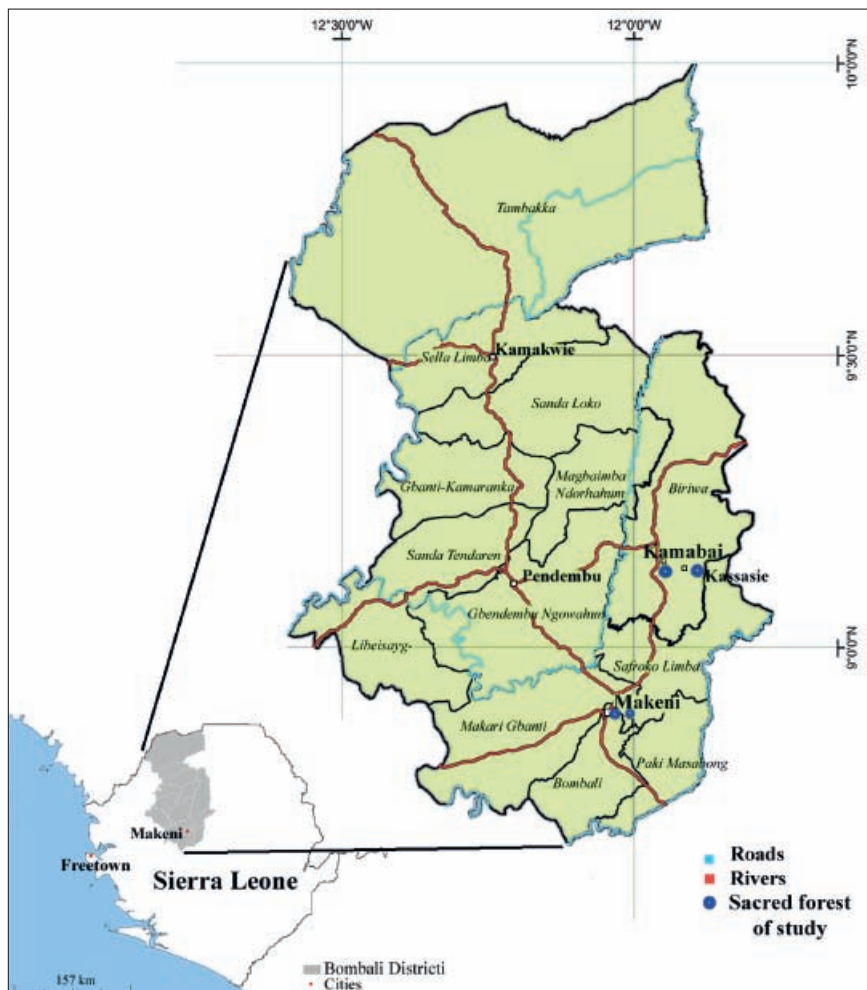 12°30'0"W
12°0'0"W
10°0'0"N
Tambakka
Kamakwie
9°30'0"N
Sella Limba
Sanda Loko
Gbanti-Kamaranka
Magbaimba
Ndorhahum
Biriwa
Sanda Tendaren
Kamabai
Pendembu
Kassasie
Gbendembu Ngowahun
Libeisayg-
Safroko Limba
9°0'0"N
Makeni
Makari Gbanti
Paki Masabong
Bombali
Makeni
Freetown
Sierra Leone
Roads
Rivers
Sacred forest
of study
Bombali Districti
Cities
157 km